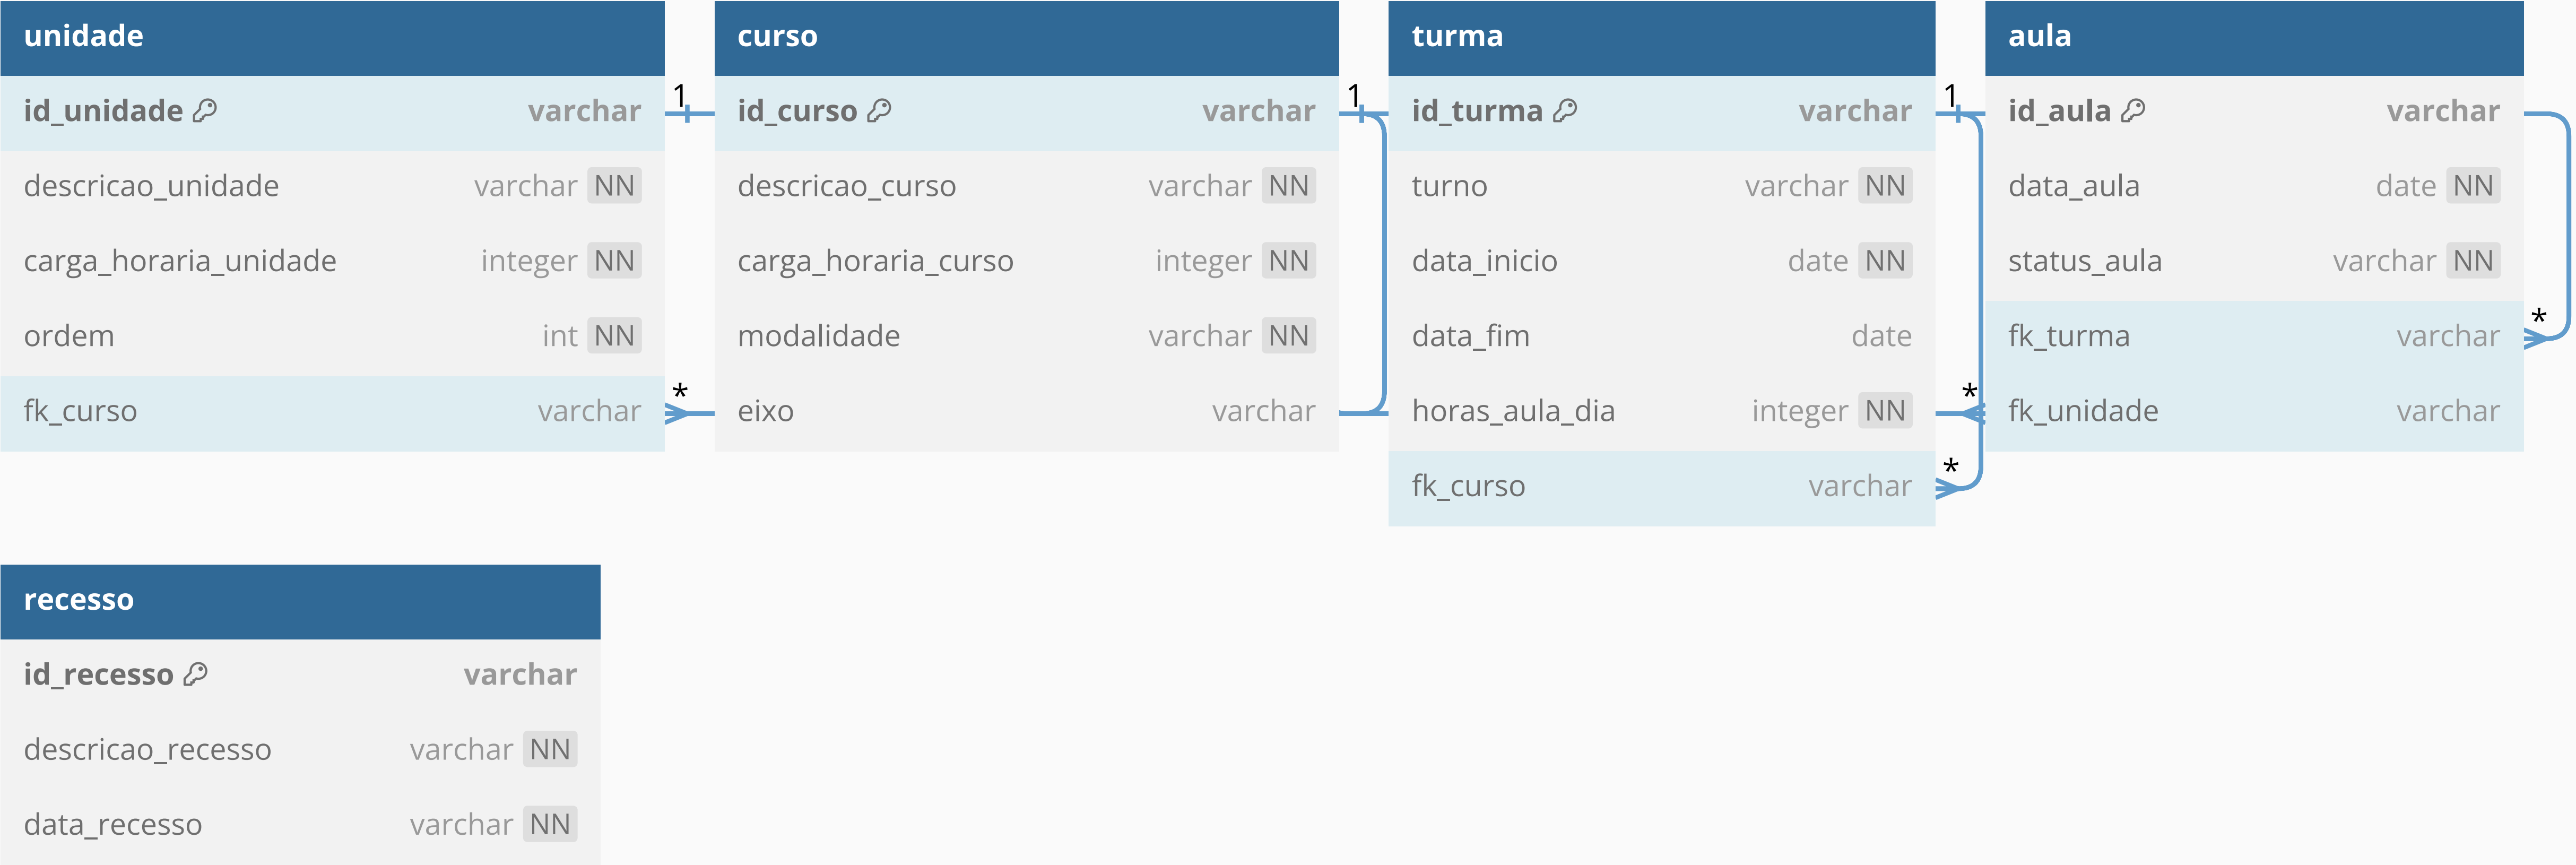 unidade
id_unidade varchar
descricao_unidade varchar NN
carga_horaria_unidade integer NN
ordem int NN
fk_curso varchar
1
*
curso
id_curso varchar
descricao_curso varchar NN
carga_horaria_curso integer NN
modalidade varchar NN
eixo varchar
1
turma
id_turma varchar
turno varchar NN
data_inicio date NN
data_fim date
horas_aula_dia integer NN
fk_curso varchar
1
*
*
aula
id_aula varchar
data_aula date NN
status_aula varchar NN
fk_turma varchar
fk_unidade varchar
*
recesso
id_recesso varchar
descricao_recesso varchar NN
data_recesso varchar NN